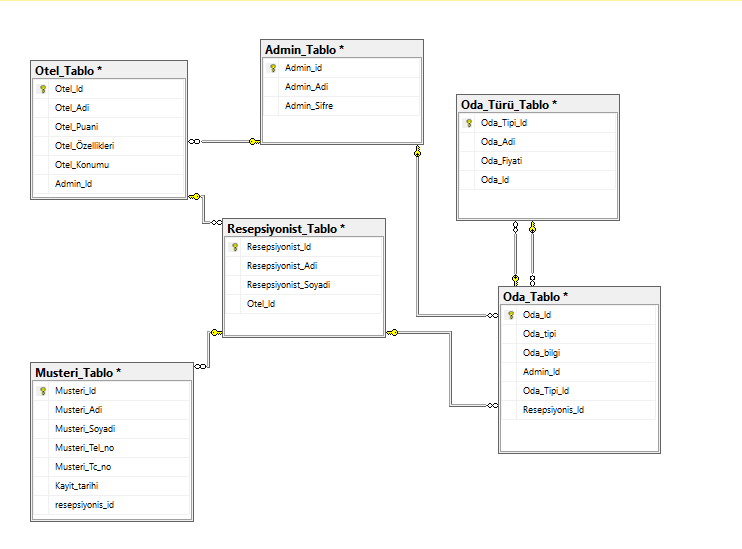 Admin_Tablo *
Admin_id
Admin_Adi
Admin_Sifre
Otel_Tablo *
Otel_Id
Otel_Adi
Otel_Puani
Otel_Özellikleri
Otel_Konumu
Admin_Id
Oda_Türü_Tablo *
Oda_Tipi_Id
Oda_Adi
Oda_Fiyati
Oda_Id
Resepsiyonist_Tablo *
Resepsiyonist_Id
Resepsiyonist_Adi
Resepsiyonist_Soyadi
Otel_Id
Oda_Tablo *
Oda_Id
Oda_tipi
Oda_bilgi
Admin_Id
Oda_Tipi_Id
Resepsiyonis_Id
Musteri_Tablo *
Musteri_Id
Musteri_Adi
Musteri_Soyadi
Musteri_Tel_no
Musteri_Tc_no
Kayit_tarihi
resepsiyonis_id